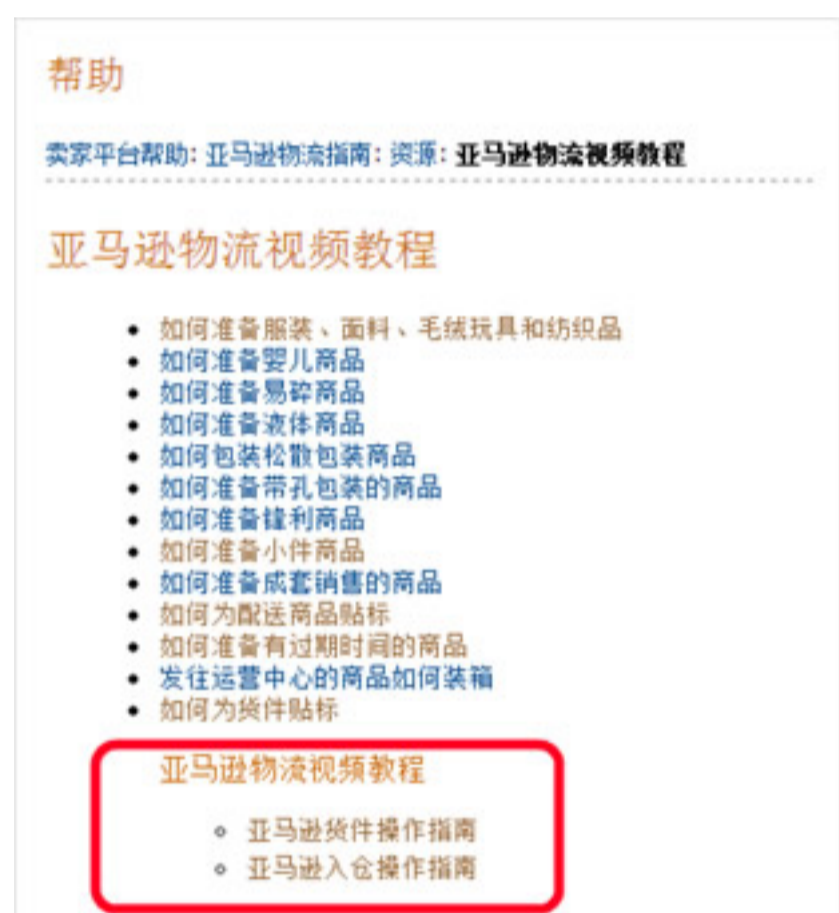 帮助
卖家平台帮助: 亚马逊物流指南: 资源: 亚马逊物流视频教程
亚马逊物流视频教程
如何准备服装、面料、毛绒玩具和纺织品
如何准备婴儿商品
如何准备易碎商品
如何准备液体商品
如何包装松散包装商品
如何准备带孔包装的商品
如何准备锋利商品
如何准备小件商品
如何准备成套销售的商品
如何为配送商品贴标
如何准备有过期时间的商品
发往运营中心的商品如何装箱
如何为货件贴标
亚马逊物流视频教程
亚马逊货件操作指南
亚马逊入仓操作指南